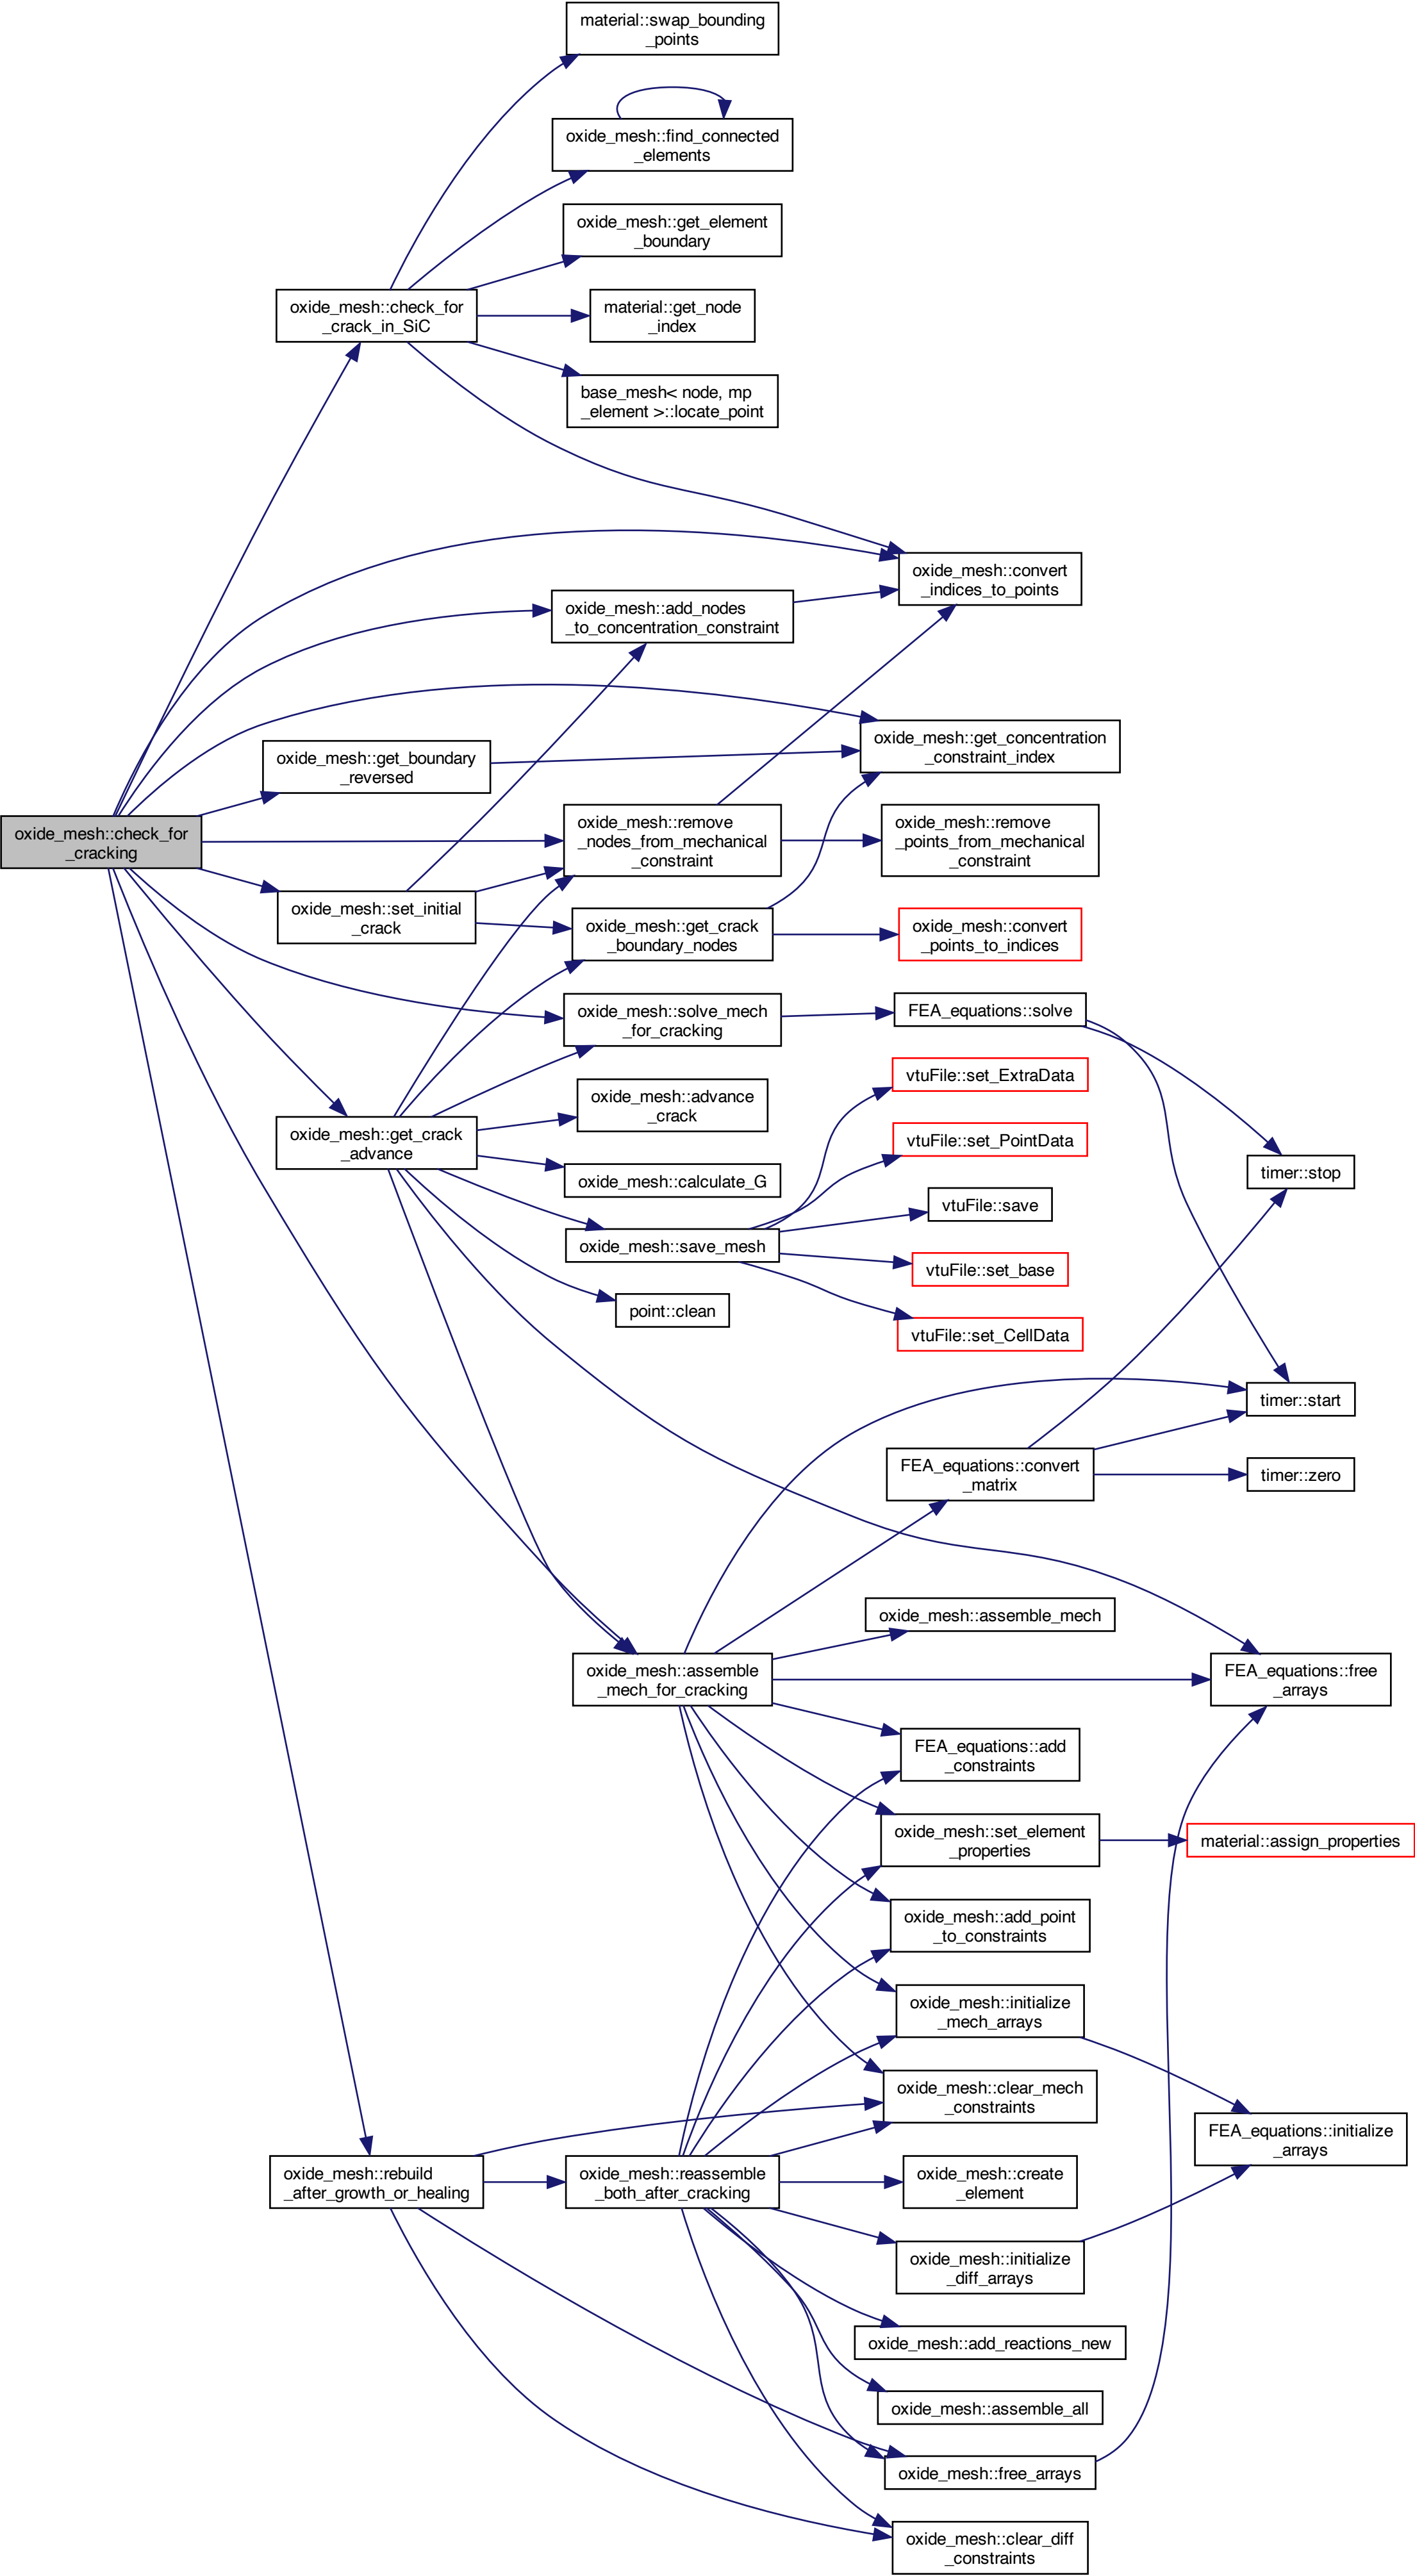 material::swap_bounding
_points
oxide_mesh::find_connected
_elements
oxide_mesh::get_element
_boundary
oxide_mesh::check_for
_crack_in_SiC
material::get_node
_index
base_mesh< node, mp
_element >::locate_point
oxide_mesh::convert
_indices_to_points
oxide_mesh::add_nodes
_to_concentration_constraint
oxide_mesh::get_concentration
_constraint_index
oxide_mesh::get_boundary
_reversed
oxide_mesh::check_for
_cracking
oxide_mesh::remove
_nodes_from_mechanical
_constraint
oxide_mesh::remove
_points_from_mechanical
_constraint
oxide_mesh::set_initial
_crack
oxide_mesh::get_crack
_boundary_nodes
oxide_mesh::convert
_points_to_indices
oxide_mesh::solve_mech
_for_cracking
FEA_equations::solve
vtuFile::set_ExtraData
oxide_mesh::advance
_crack
vtuFile::set_PointData
oxide_mesh::get_crack
_advance
timer::stop
oxide_mesh::calculate_G
vtuFile::save
oxide_mesh::save_mesh
vtuFile::set_base
point::clean
vtuFile::set_CellData
timer::start
FEA_equations::convert
_matrix
timer::zero
oxide_mesh::assemble_mech
oxide_mesh::assemble
_mech_for_cracking
FEA_equations::free
_arrays
FEA_equations::add
_constraints
oxide_mesh::set_element
_properties
material::assign_properties
oxide_mesh::add_point
_to_constraints
oxide_mesh::initialize
_mech_arrays
oxide_mesh::clear_mech
_constraints
FEA_equations::initialize
_arrays
oxide_mesh::rebuild
_after_growth_or_healing
oxide_mesh::reassemble
_both_after_cracking
oxide_mesh::create
_element
oxide_mesh::initialize
_diff_arrays
oxide_mesh::add_reactions_new
oxide_mesh::assemble_all
oxide_mesh::free_arrays
oxide_mesh::clear_diff
_constraints